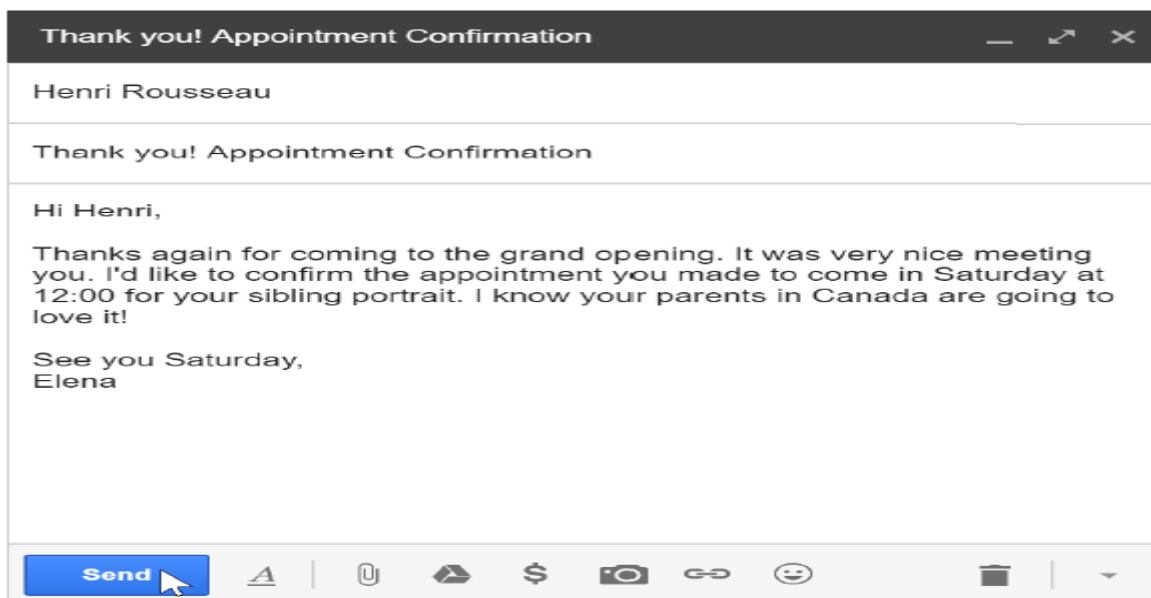 Thank you! Appointment Confirmation
Henri Rousseau
Thank you! Appointment Confirmation
Hi Henri,
Thanks again for coming to the grand opening. It was very nice meeting
you. I'd like to confirm the appointment you made to come in Saturday at
12:00 for your sibling portrait. I know your parents in Canada are going to
love it!
See you Saturday,
Elena
Send A $